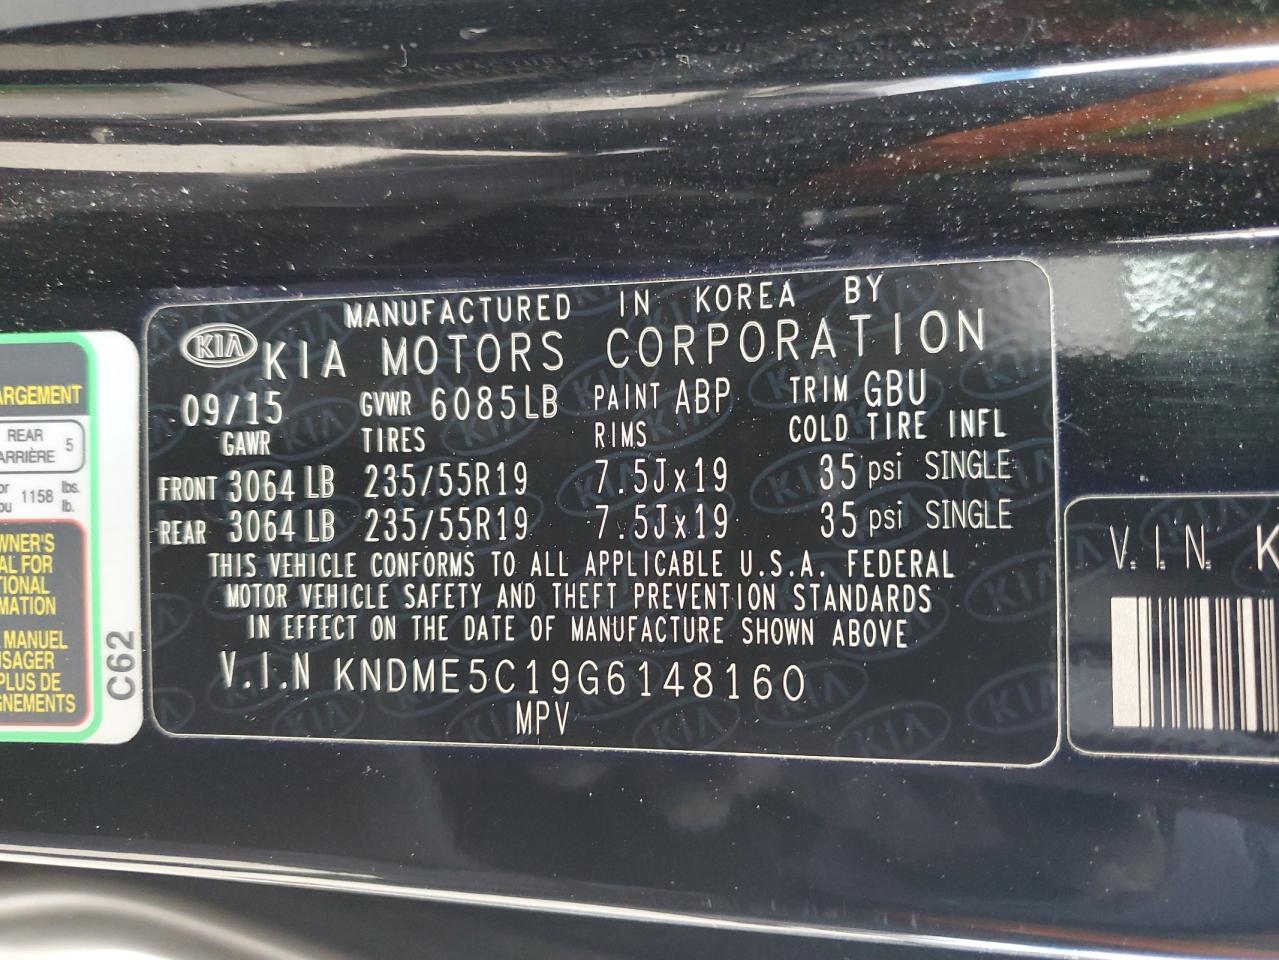 MANUFACTURED IN KOREA BY
KIA KIA MOTORS CORPORATION
09/15 GVWR 6085LB PAINT ABP TRIM GBU
GAWR TIRES RIMS COLD TIRE INFL
FRONT 3064 LB 235/55R19 7.5Jx19 35 psi SINGLE
REAR 3064 LB 235/55R19 7.5Jx19 35 psi SINGLE
THIS VEHICLE CONFORMS TO ALL APPLICABLE U.S.A. FEDERAL
MOTOR VEHICLE SAFETY AND THEFT PREVENTION STANDARDS
IN EFFECT ON THE DATE OF MANUFACTURE SHOWN ABOVE
V.I.N KNDME5C19G6148160
MPV
ARGEMENT
REAR 5
ARRIÈRE
or 1158 lbs.
ou lb.
WNER'S
AL FOR
TIONAL
RMATION
MANUEL
USAGER
PLUS DE
GNEMENTS
C62
V.I.N. K